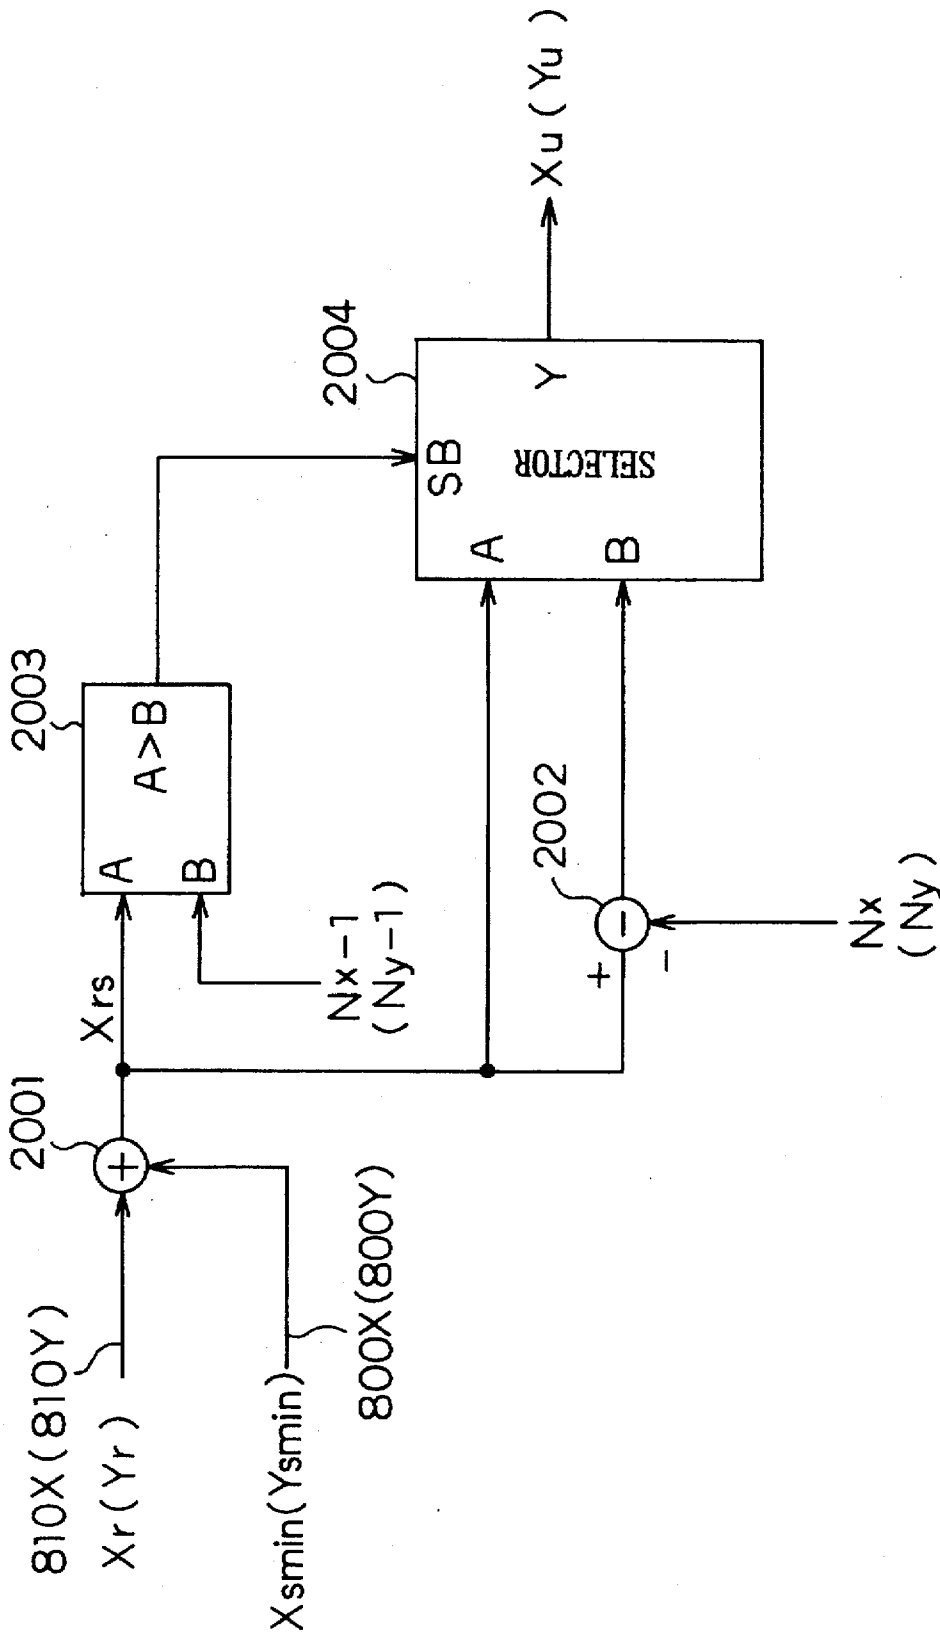 810X(810Y)
Xr(Yr)
2001
Xrs
2003
A
B
A>B
Nx-1
(Ny-1)
Xsmin(Ysmin)
800X(800Y)
2004
SB
A
B
SELECTOR
Y
Xu(Yu)
2002
+
-
+
-
Nx
(Ny)